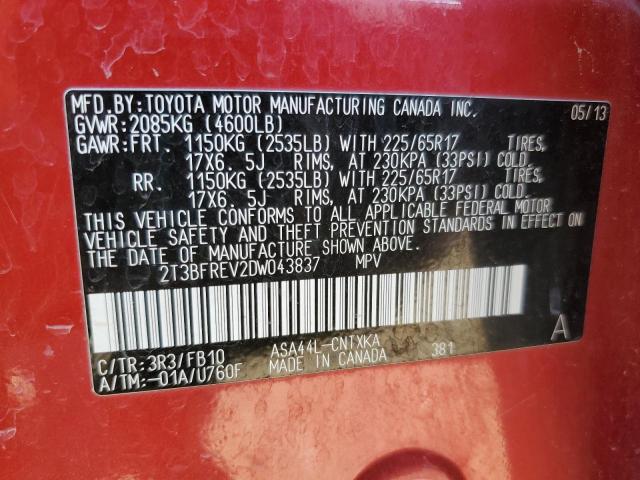 MFD.BY:TOYOTA MOTOR MANUFACTURING CANADA INC. 05/13
GVWR:2085KG (4600LB)
GAWR:FRT. 1150KG (2535LB) WITH 225/65R17 TIRES,
17X6. 5J RIMS, AT 230KPA (33PSI) COLD.
RR. 1150KG (2535LB) WITH 225/65R17 TIRES,
17X6. 5J RIMS, AT 230KPA (33PSI) COLD.
THIS VEHICLE CONFORMS TO ALL APPLICABLE FEDERAL MOTOR
VEHICLE SAFETY AND THEFT PREVENTION STANDARDS IN EFFECT ON
THE DATE OF MANUFACTURE SHOWN ABOVE.
2T3BFREV2DW043837 MPV
A
C/TR:3R3/FB10 ASA44L-CNTXKA 381
A/TM:-01A/U760F MADE IN CANADA